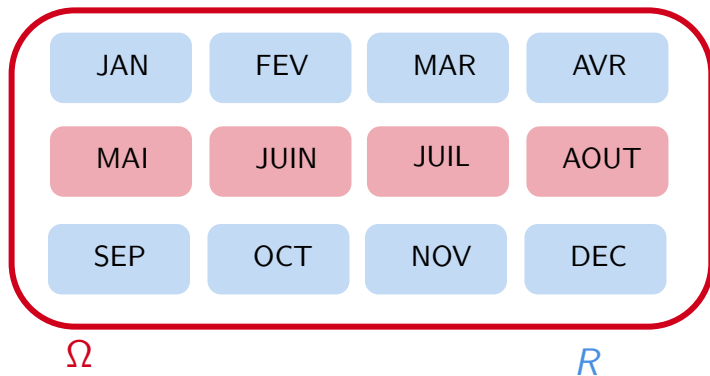 JAN FEV MAR AVR
MAI JUIN JUIL AOUT
SEP OCT NOV DEC
Ω R